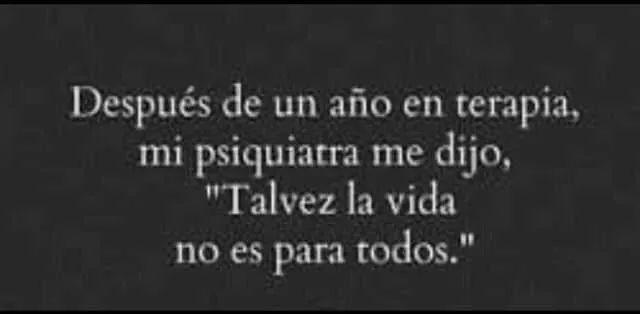 Después de un año en terapia,
mi psiquiatra me dijo,
"Talvez la vida
no es para todos."